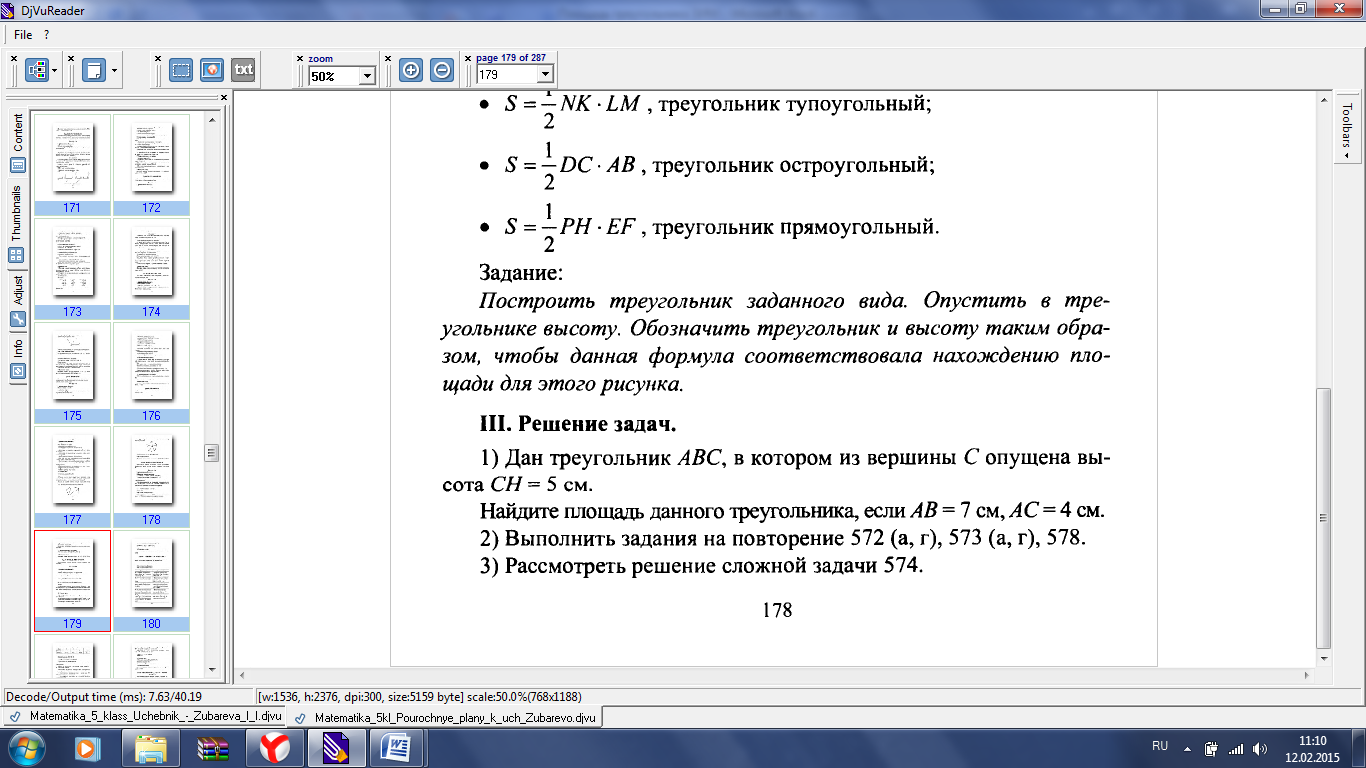 DjVuReader
File ?
zoom
50%
txt
page 179 of 287
179
Content
Thumbnails
Adjust
Info
Toolbars
171 172
173 174
175 176
177 178
179 180
• S = 1/2 NK · LM , треугольник тупоугольный;
• S = 1/2 DC · AB , треугольник остроугольный;
• S = 1/2 PH · EF , треугольник прямоугольный.
Задание:
Построить треугольник заданного вида. Опустить в тре-
угольнике высоту. Обозначить треугольник и высоту таким обра-
зом, чтобы данная формула соответствовала нахождению пло-
щади для этого рисунка.
III. Решение задач.
1) Дан треугольник ABC, в котором из вершины C опущена вы-
сота CH = 5 см.
Найдите площадь данного треугольника, если AB = 7 см, AC = 4 см.
2) Выполнить задания на повторение 572 (а, г), 573 (а, г), 578.
3) Рассмотреть решение сложной задачи 574.
178
Decode/Output time (ms): 7.63/40.19 [w:1536, h:2376, dpi:300, size:5159 byte] scale:50.0%(768x1188)
Matematika_5_klass_Uchebnik_-_Zubareva_I_I.djvu Matematika_5kl_Pourochnye_plany_k_uch_Zubarevo.djvu
RU 11:10
12.02.2015